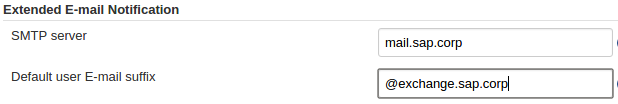 Extended E-mail Notification
SMTP server
mail.sap.corp
Default user E-mail suffix
@exchange.sap.corp